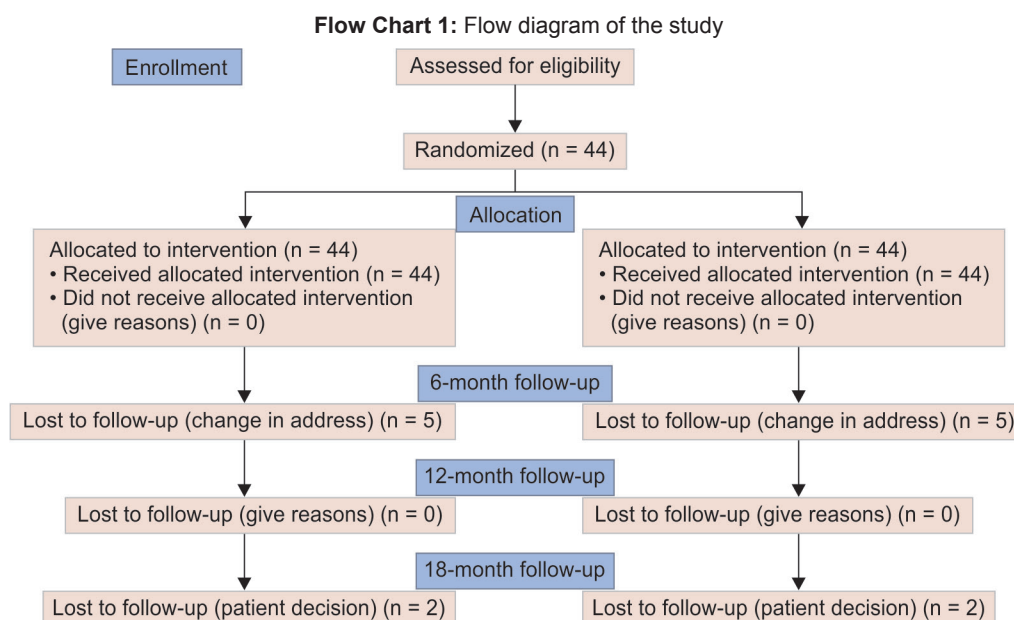 Flow Chart 1: Flow diagram of the study
Enrollment
Assessed for eligibility
Randomized (n = 44)
Allocation
Allocated to intervention (n = 44)
• Received allocated intervention (n = 44)
• Did not receive allocated intervention
(give reasons) (n = 0)
Allocated to intervention (n = 44)
• Received allocated intervention (n = 44)
• Did not receive allocated intervention
(give reasons) (n = 0)
6-month follow-up
Lost to follow-up (change in address) (n = 5)
Lost to follow-up (change in address) (n = 5)
12-month follow-up
Lost to follow-up (give reasons) (n = 0)
Lost to follow-up (give reasons) (n = 0)
18-month follow-up
Lost to follow-up (patient decision) (n = 2)
Lost to follow-up (patient decision) (n = 2)